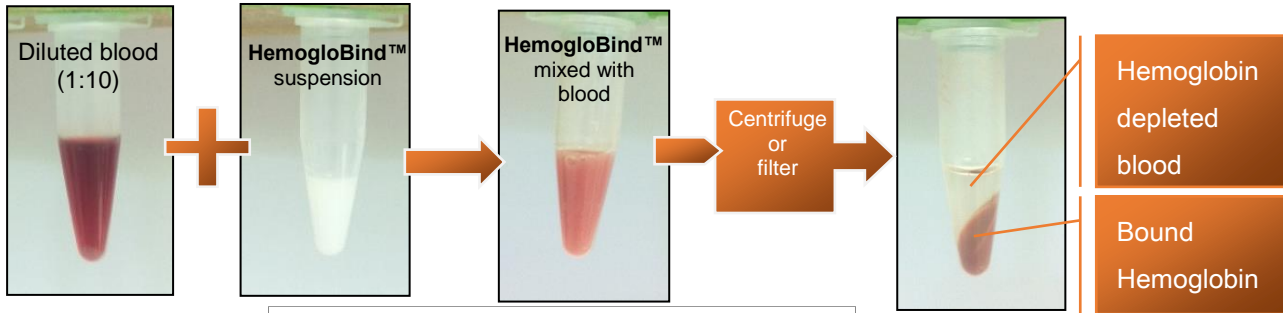 Diluted blood
(1:10)
HemogloBind™
suspension
HemogloBind™
mixed with
blood
Centrifuge
or
filter
Hemoglobin
depleted
blood
Bound
Hemoglobin